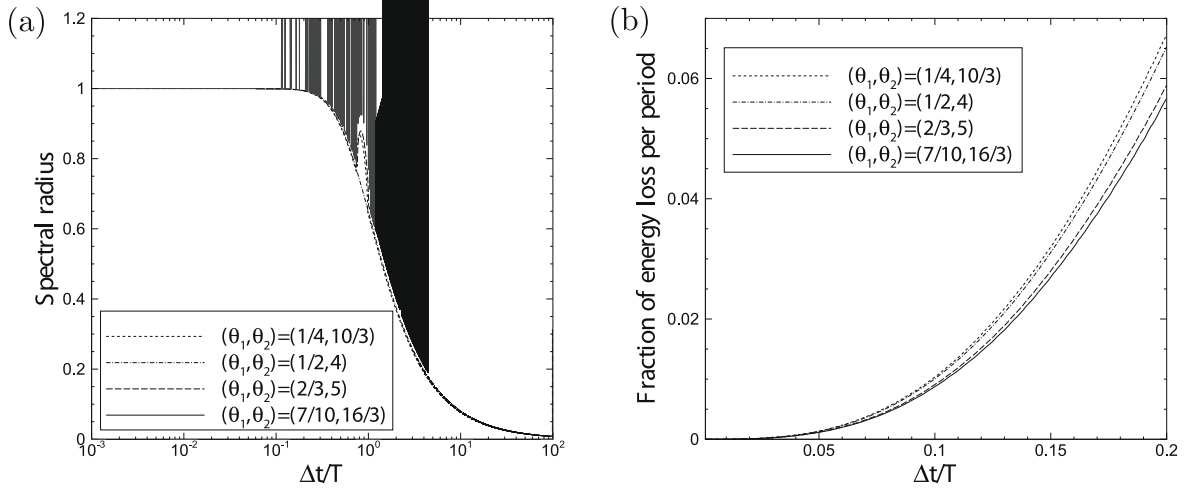 (a)
1.2
1
0.8
0.6
0.4
0.2
0
Spectral radius
(θ₁,θ₂)=(1/4,10/3)
(θ₁,θ₂)=(1/2,4)
(θ₁,θ₂)=(2/3,5)
(θ₁,θ₂)=(7/10,16/3)
10⁻³ 10⁻² 10⁻¹ 10⁰ 10¹ 10²
Δt/T
(b)
0.06
0.04
0.02
0
Fraction of energy loss per period
(θ₁,θ₂)=(1/4,10/3)
(θ₁,θ₂)=(1/2,4)
(θ₁,θ₂)=(2/3,5)
(θ₁,θ₂)=(7/10,16/3)
0.05 0.1 0.15 0.2
Δt/T